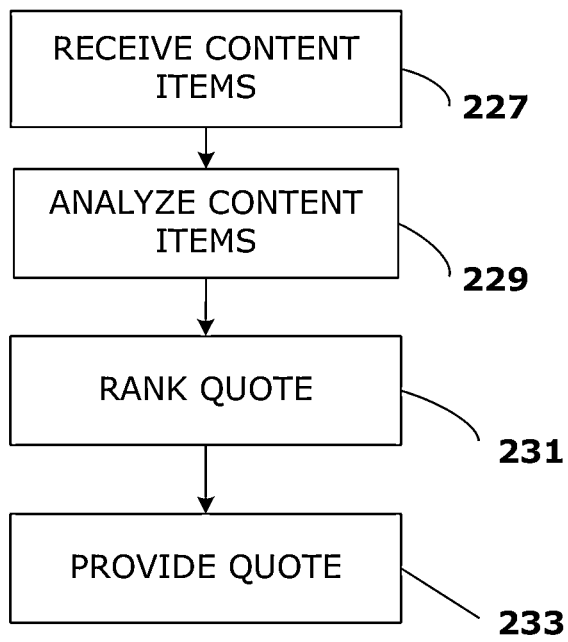 RECEIVE CONTENT
ITEMS
227
ANALYZE CONTENT
ITEMS
229
RANK QUOTE
231
PROVIDE QUOTE
233